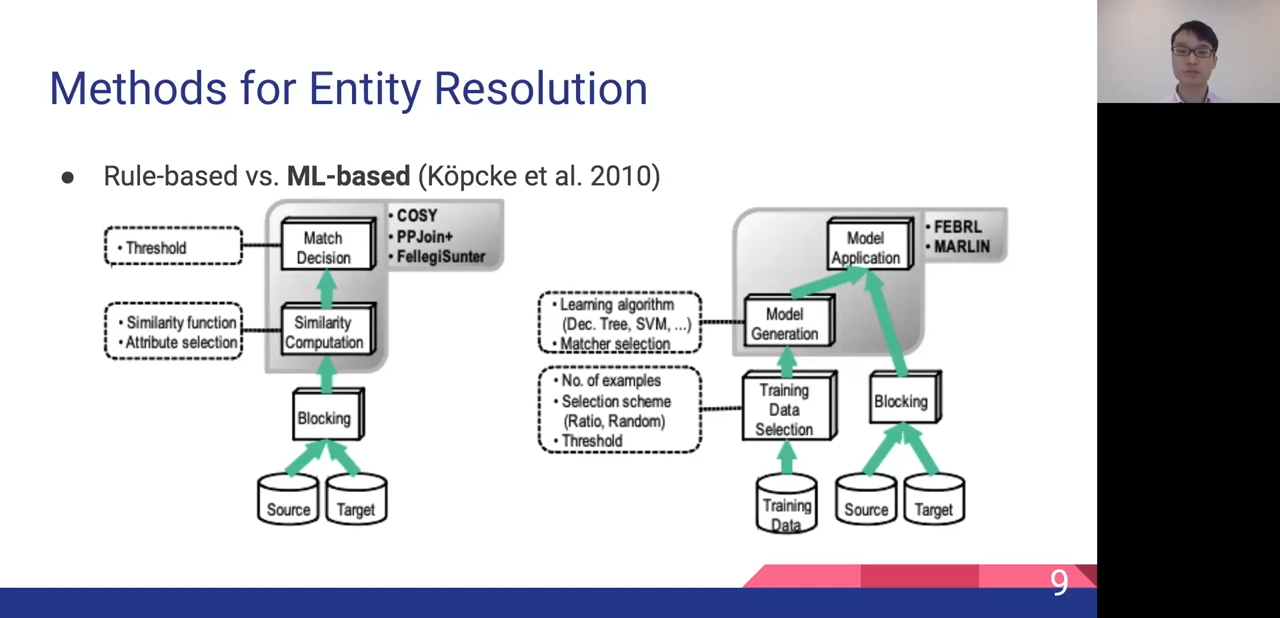 Methods for Entity Resolution
● Rule-based vs. ML-based (Köpcke et al. 2010)
• Threshold
Match
Decision
• COSY
• PPJoin+
• FellegiSunter
• Similarity function
• Attribute selection
Similarity
Computation
Blocking
Source
Target
Model
Application
• FEBRL
• MARLIN
• Learning algorithm
(Dec. Tree, SVM, ...)
• Matcher selection
Model
Generation
• No. of examples
• Selection scheme
(Ratio, Random)
• Threshold
Training
Data
Selection
Blocking
Training
Data
Source
Target
9